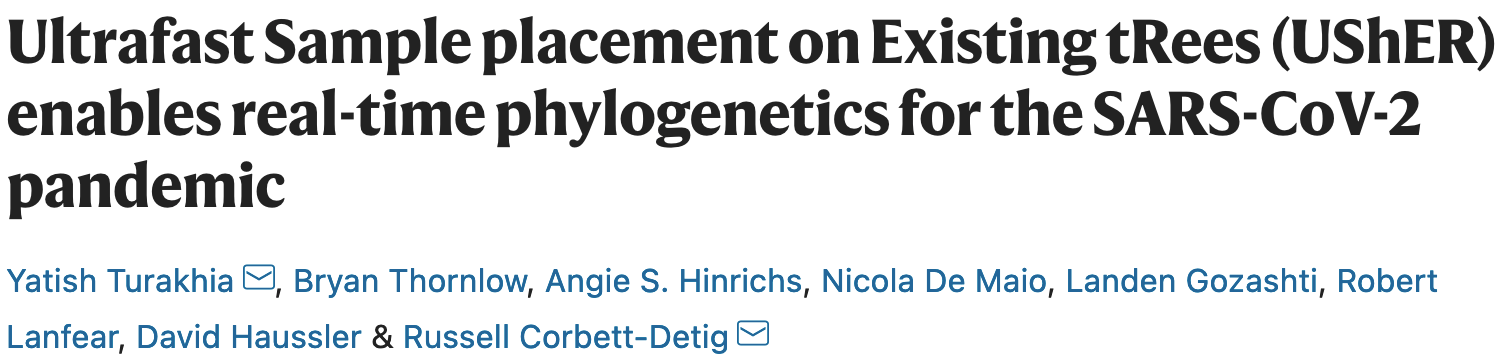 Ultrafast Sample placement on Existing tRees (UShER)
enables real-time phylogenetics for the SARS-CoV-2
pandemic
Yatish Turakhia, Bryan Thornlow, Angie S. Hinrichs, Nicola De Maio, Landen Gozashti, Robert
Lanfear, David Haussler & Russell Corbett-Detig